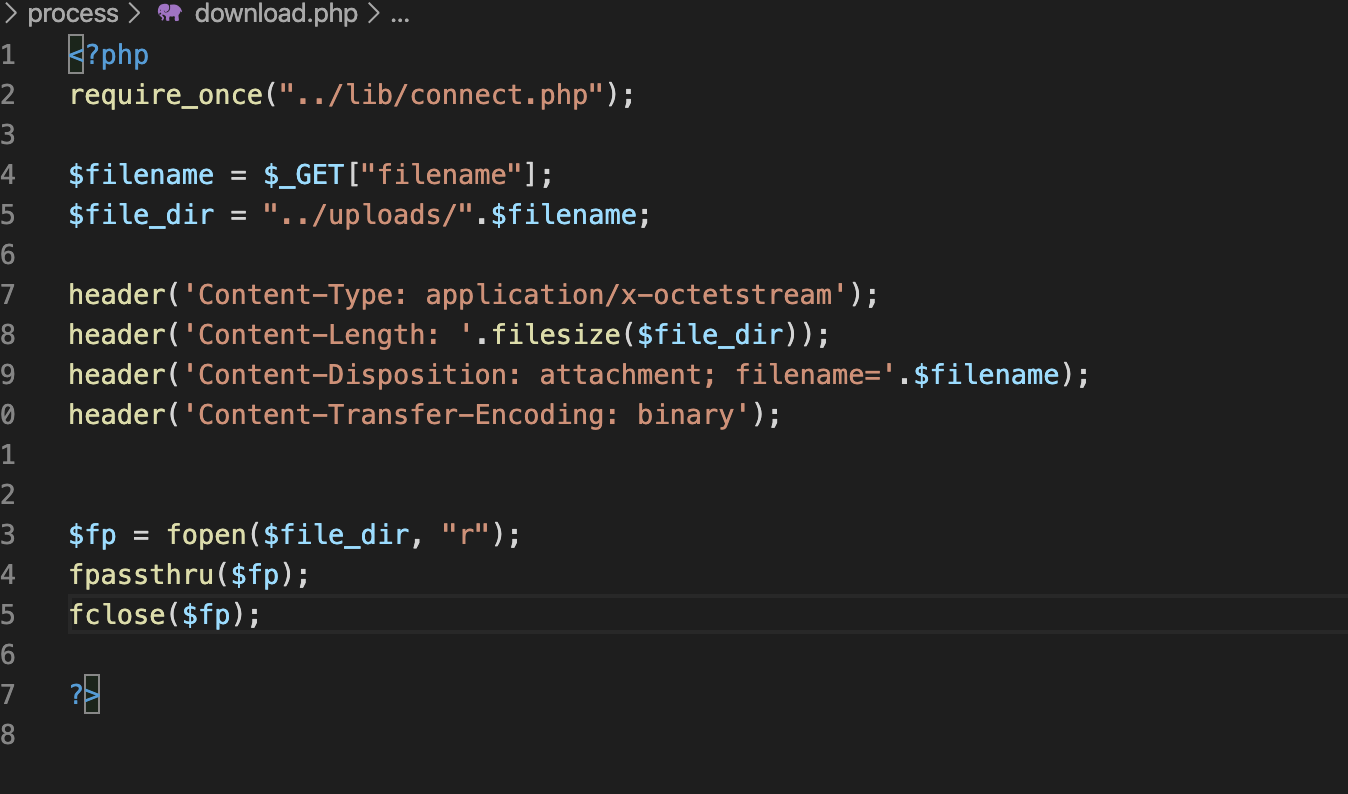 process > download.php > ...
1 <?php
2 require_once("../lib/connect.php");
3
4 $filename = $_GET["filename"];
5 $file_dir = "../uploads/".$filename;
6
7 header('Content-Type: application/x-octetstream');
8 header('Content-Length: '.filesize($file_dir));
9 header('Content-Disposition: attachment; filename='.$filename);
0 header('Content-Transfer-Encoding: binary');
1
2
3 $fp = fopen($file_dir, "r");
4 fpassthru($fp);
5 fclose($fp);
6
7 ?>
8